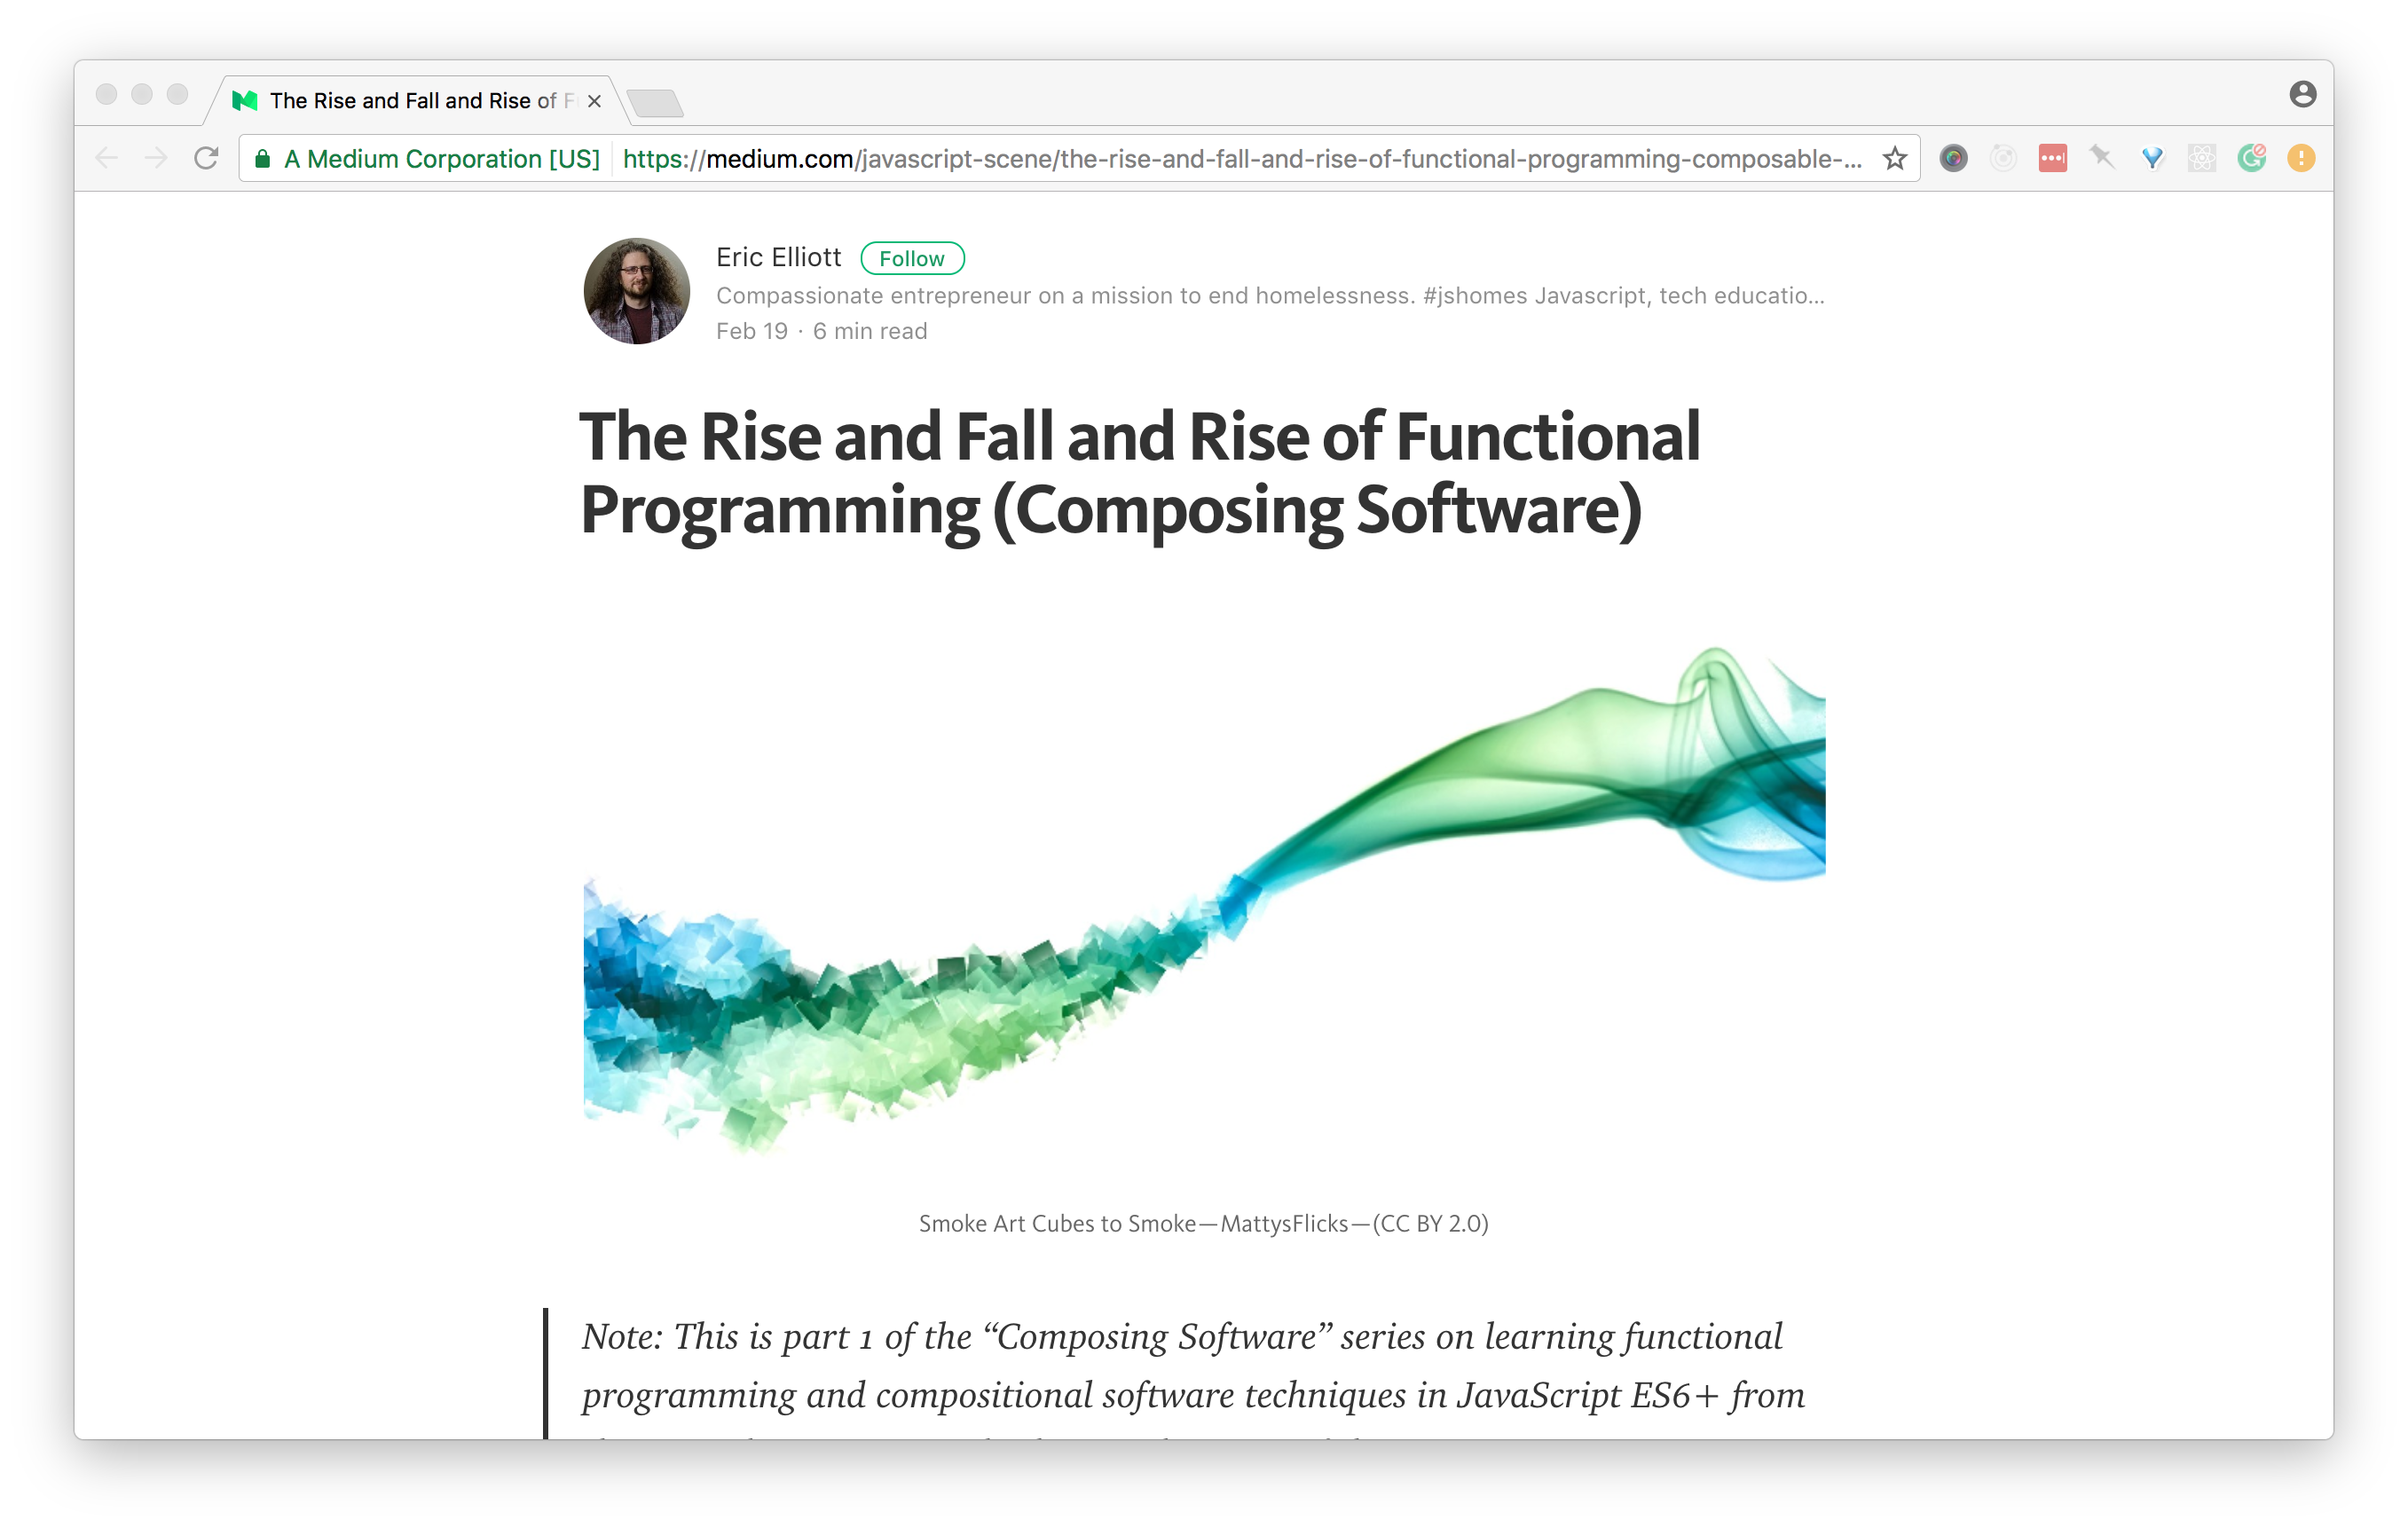 The Rise and Fall and Rise of F
A Medium Corporation [US]
https://medium.com/javascript-scene/the-rise-and-fall-and-rise-of-functional-programming-composable-...
Eric Elliott
Follow
Compassionate entrepreneur on a mission to end homelessness. #jshomes Javascript, tech educatio...
Feb 19 · 6 min read
The Rise and Fall and Rise of Functional
Programming (Composing Software)
Smoke Art Cubes to Smoke—MattysFlicks—(CC BY 2.0)
Note: This is part 1 of the “Composing Software” series on learning functional
programming and compositional software techniques in JavaScript ES6+ from